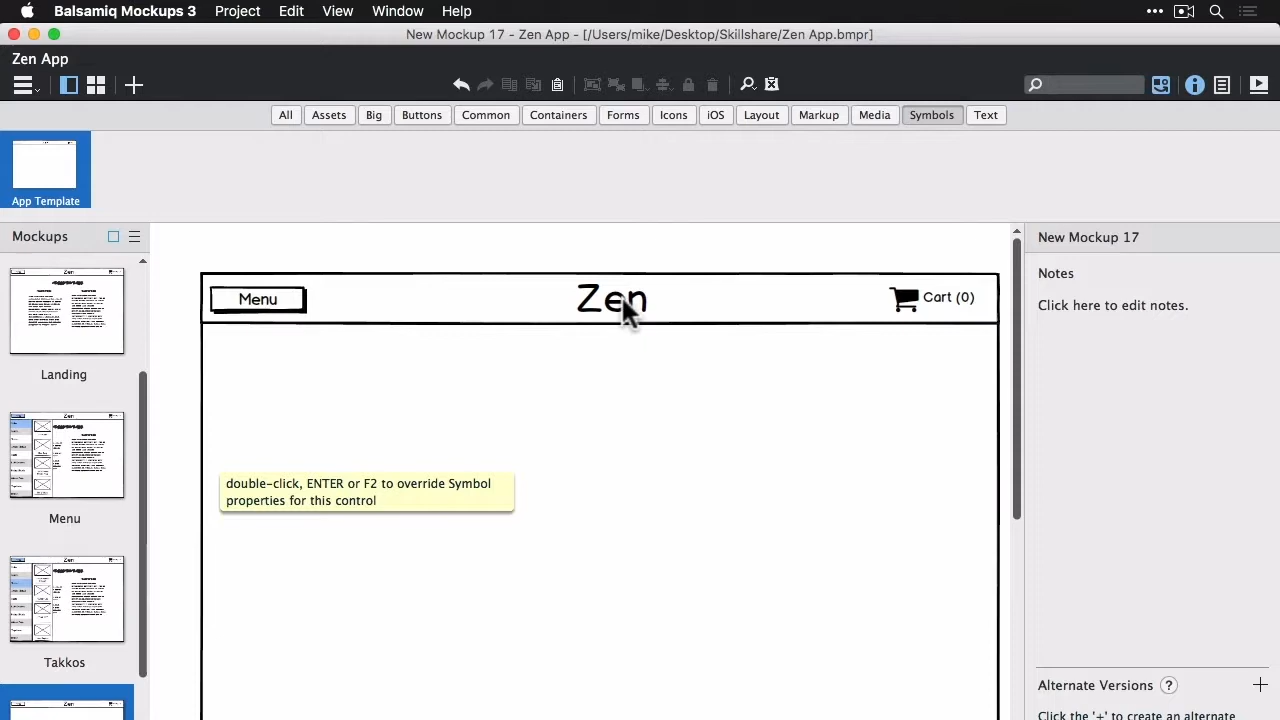 Balsamiq Mockups 3 Project Edit View Window Help
New Mockup 17 - Zen App - [/Users/mike/Desktop/Skillshare/Zen App.bmpr]
Zen App
All Assets Big Buttons Common Containers Forms Icons iOS Layout Markup Media Symbols Text
App Template
Mockups
Landing
Menu
Takkos
Menu Zen Cart (0)
double-click, ENTER or F2 to override Symbol
properties for this control
New Mockup 17
Notes
Click here to edit notes.
Alternate Versions ?
Click the '+' to create an alternate